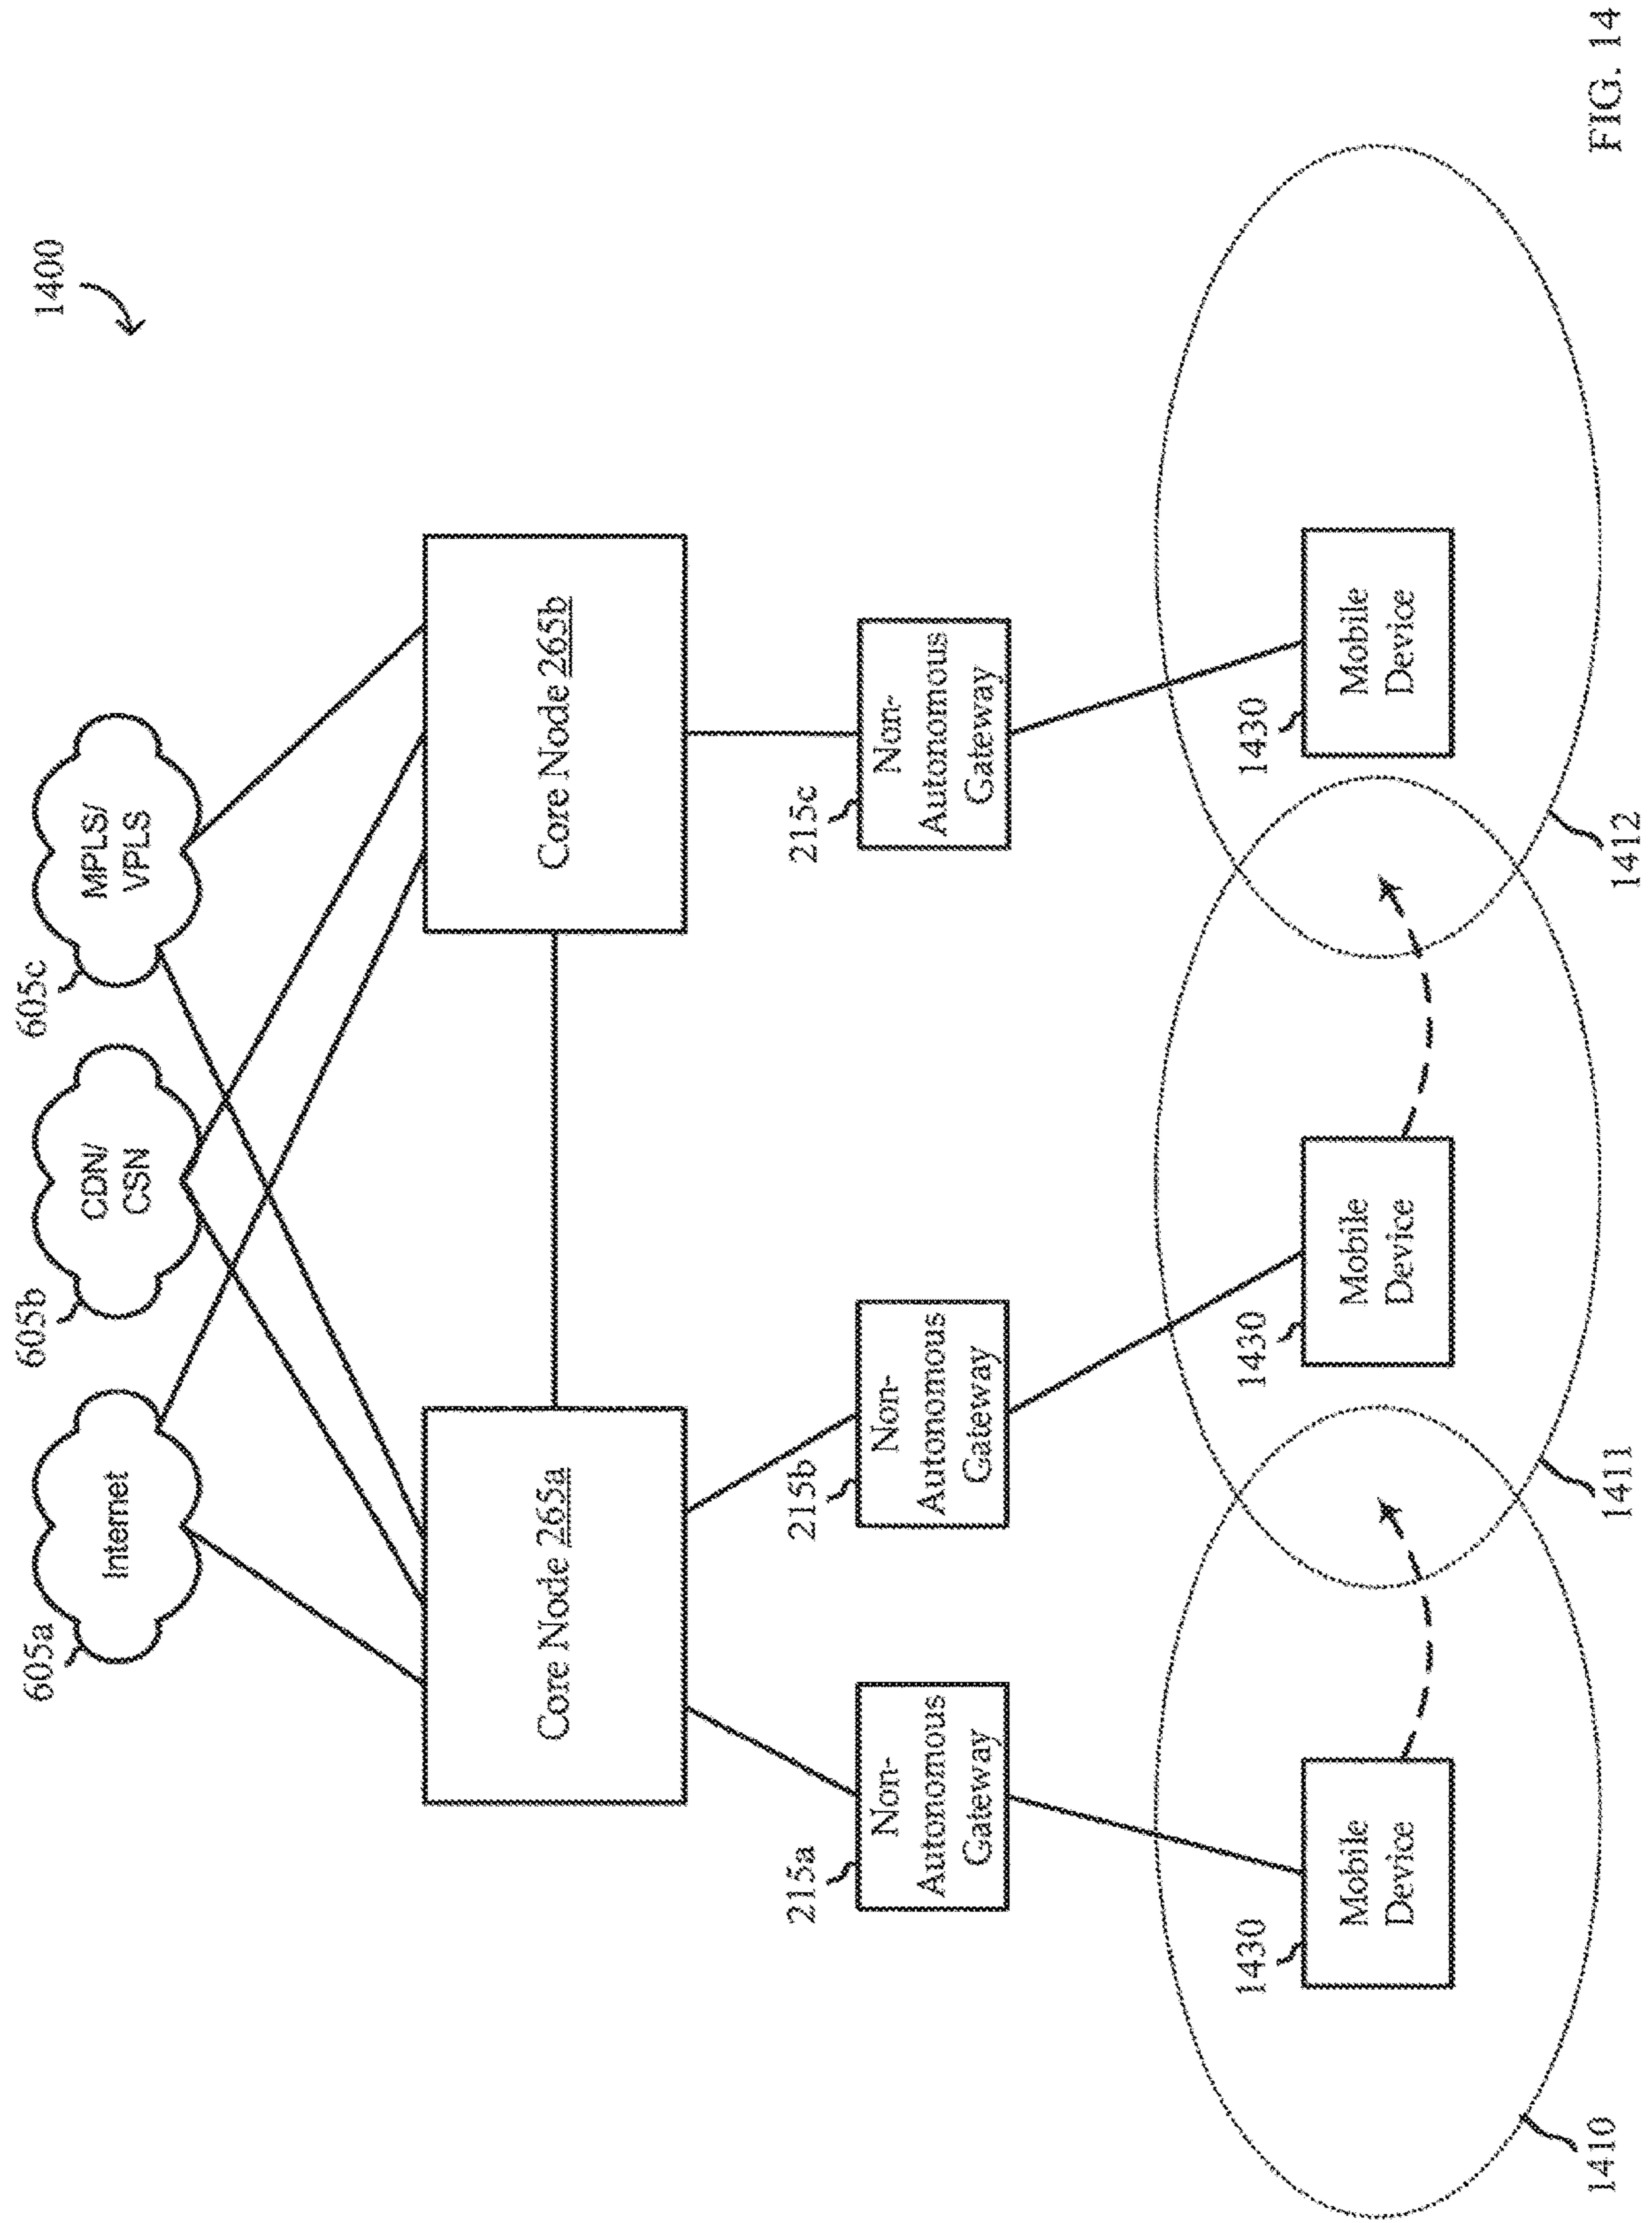 1400
605a
Internet
605b
CDN/
CSN
605c
MPLS/
VPLS
Core Node 265a
Core Node 265b
215a
Non-
Autonomous
Gateway
215b
Non-
Autonomous
Gateway
215c
Non-
Autonomous
Gateway
1430
Mobile
Device
1430
Mobile
Device
1430
Mobile
Device
1410
1411
1412
FIG. 14